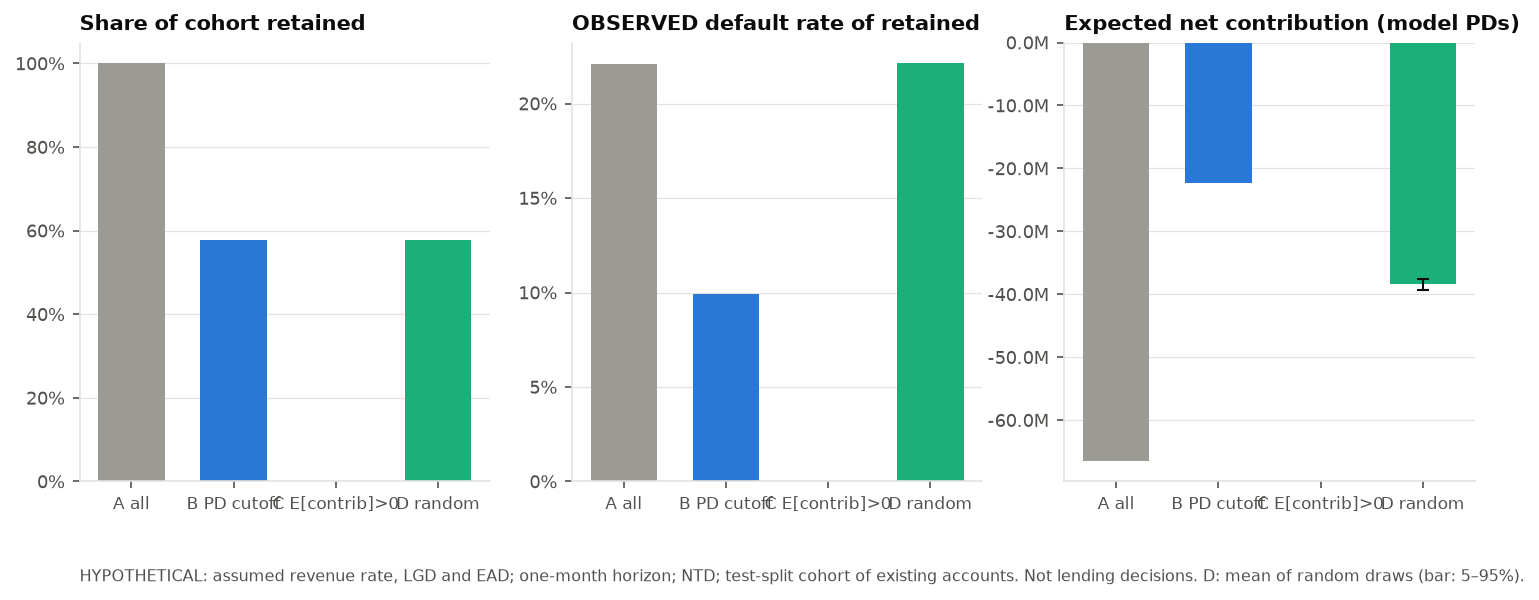 Share of cohort retained
100%
80%
60%
40%
20%
0%
A all
B PD cutoff
C E[contrib]>0
D random
OBSERVED default rate of retained
20%
15%
10%
5%
0%
A all
B PD cutoff
C E[contrib]>0
D random
Expected net contribution (model PDs)
0.0M
-10.0M
-20.0M
-30.0M
-40.0M
-50.0M
-60.0M
A all
B PD cutoff
C E[contrib]>0
D random
HYPOTHETICAL: assumed revenue rate, LGD and EAD; one-month horizon; NTD; test-split cohort of existing accounts. Not lending decisions. D: mean of random draws (bar: 5–95%).